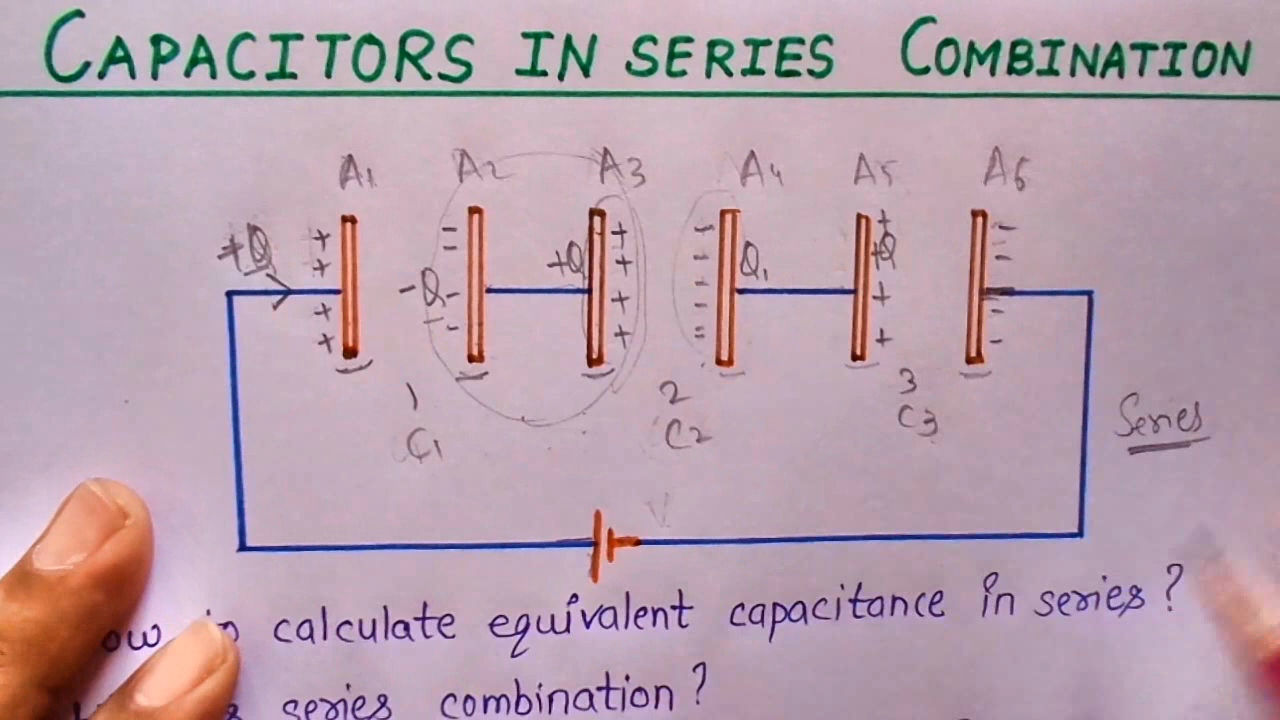 CAPACITORS IN SERIES COMBINATION
A1 A2 A3 A4 A5 A6
+Q -Q +Q Q1 +Q
1 2 3
C1 C2 C3
Series
V
calculate equivalent capacitance in series?
series combination?